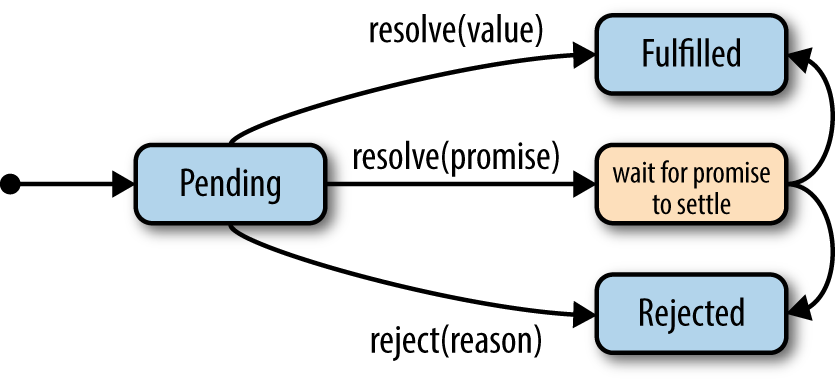 resolve(value)
Fulfilled
Pending
resolve(promise)
wait for promise
to settle
reject(reason)
Rejected